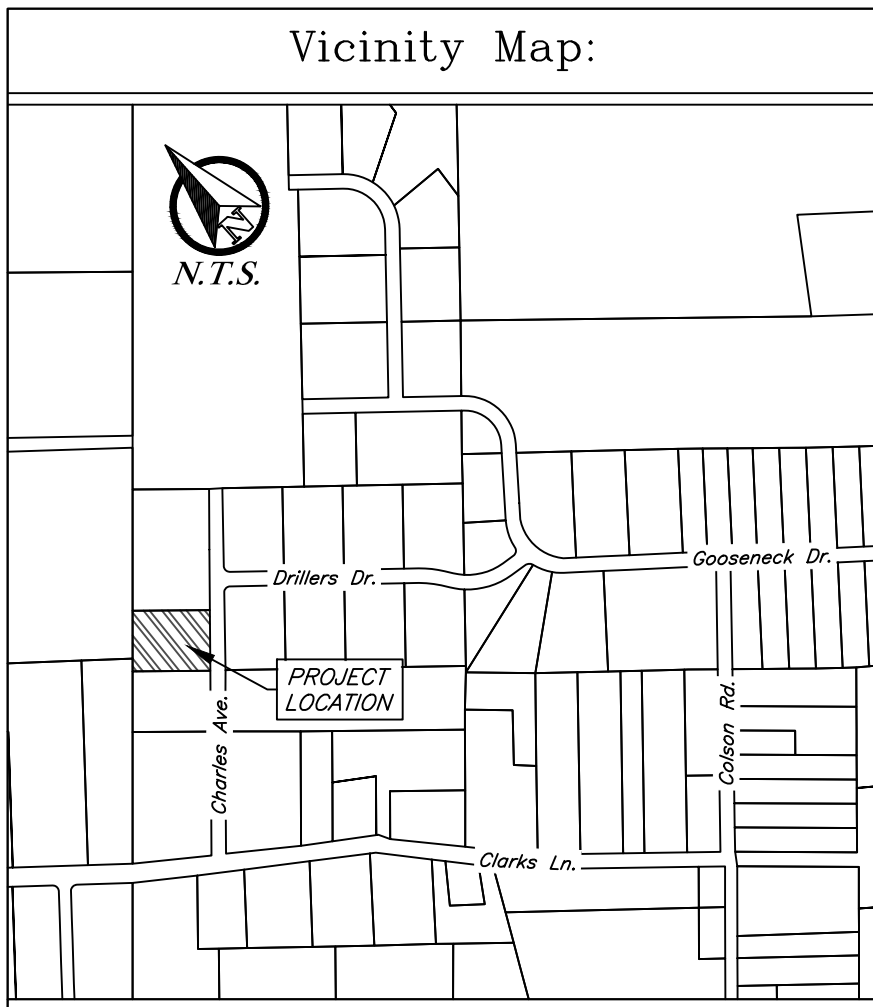 Vicinity Map:
N
N.T.S.
Gooseneck Dr.
Drillers Dr.
PROJECT
LOCATION
Charles Ave.
Colson Rd.
Clarks Ln.